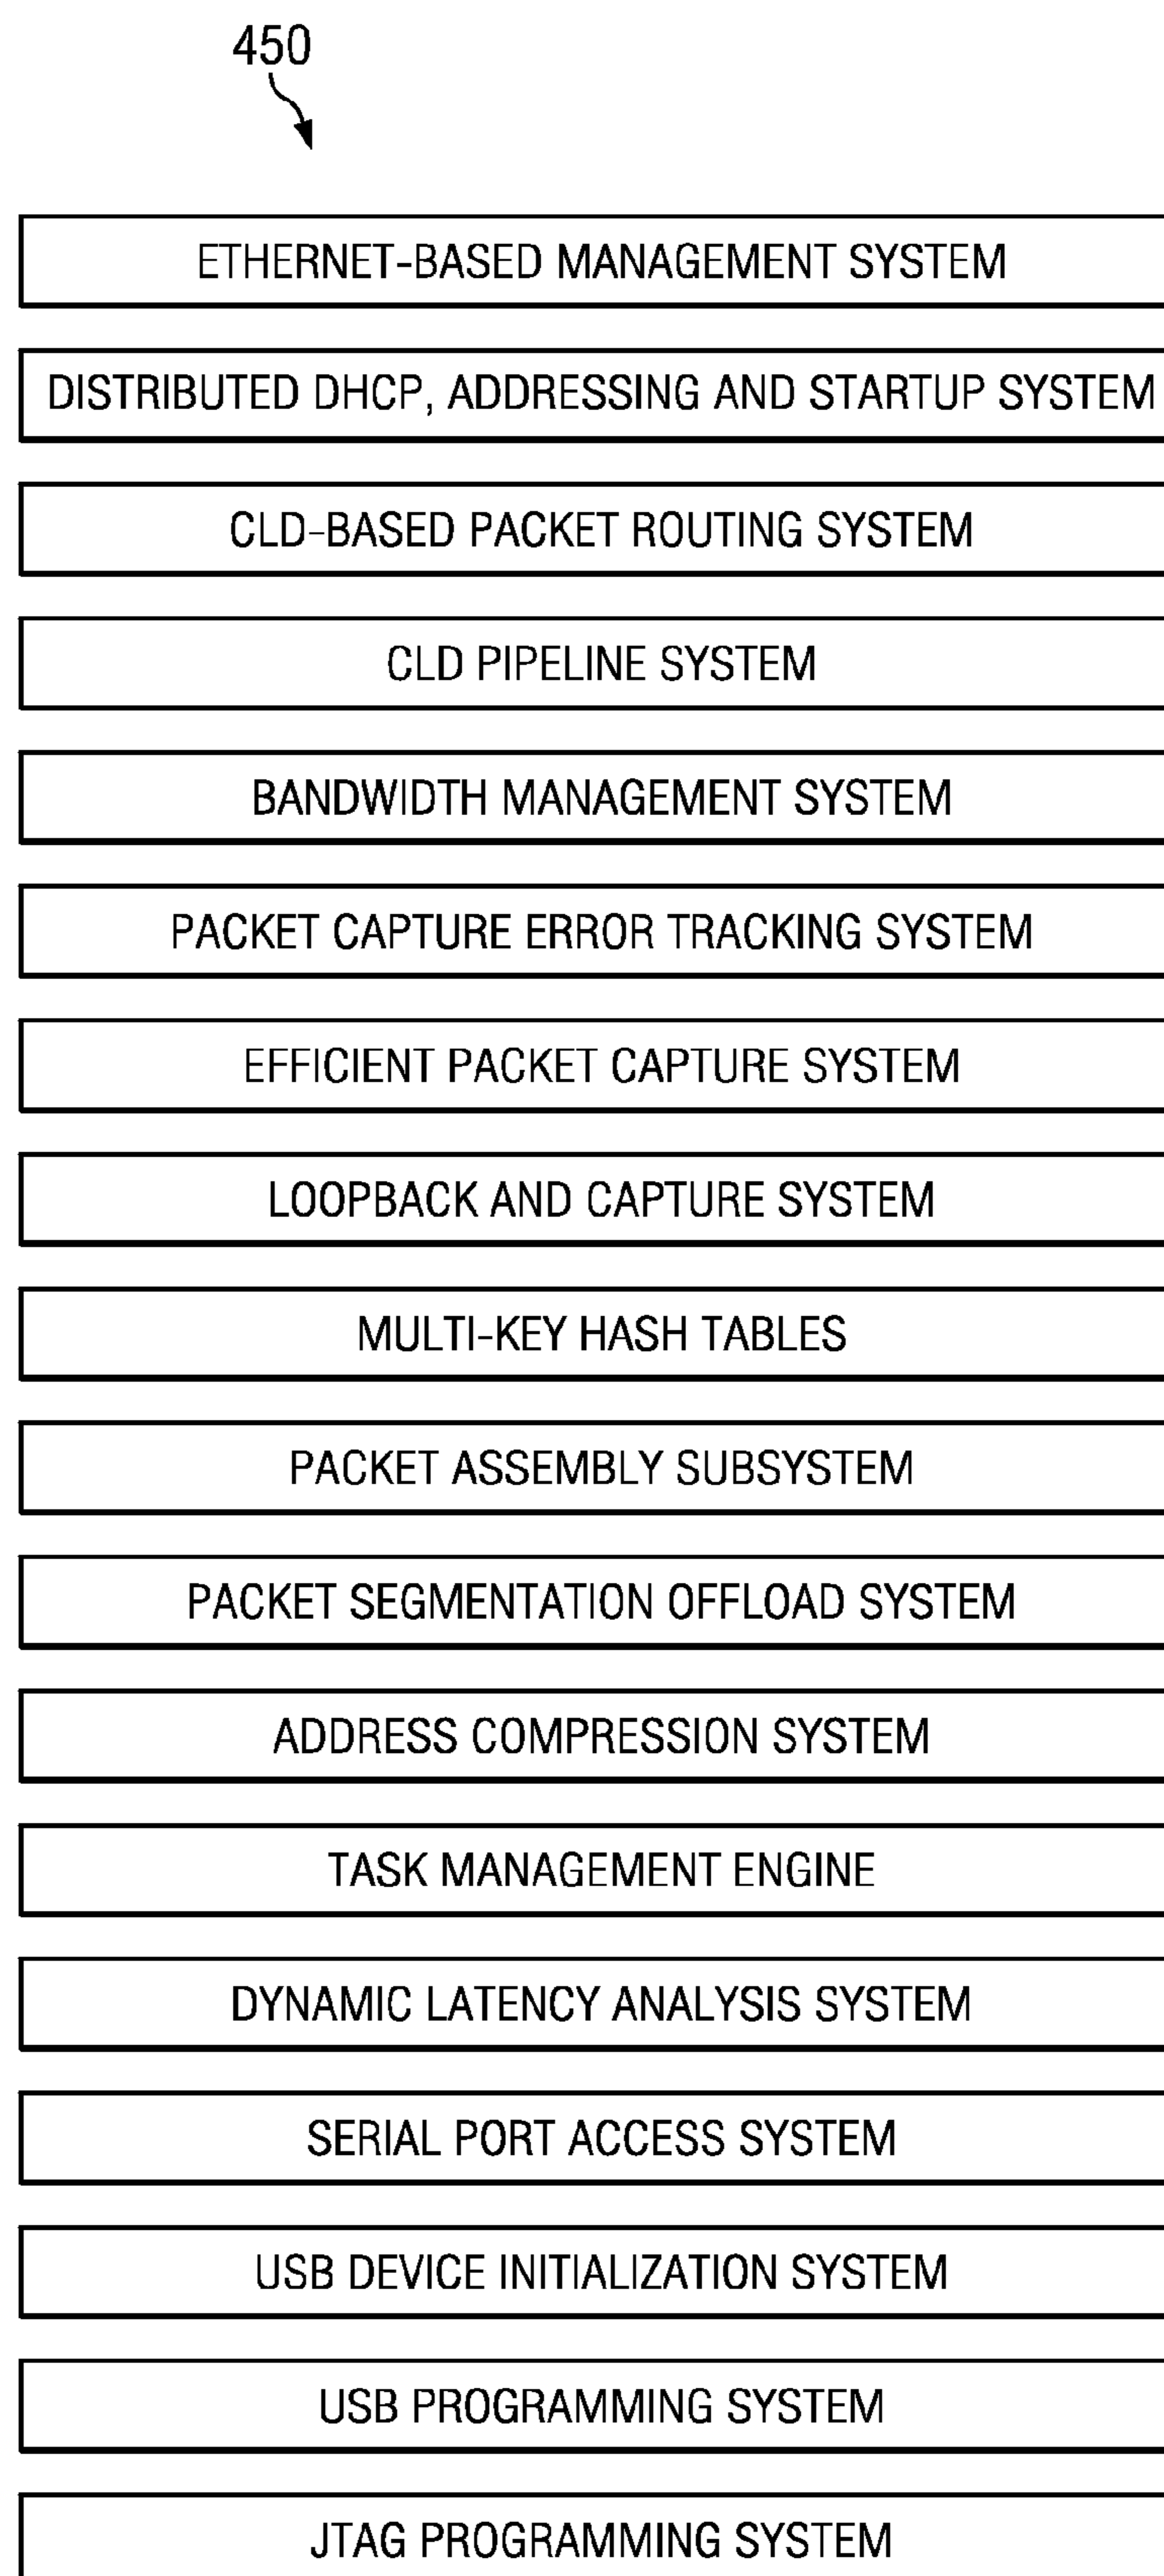 450
ETHERNET-BASED MANAGEMENT SYSTEM
DISTRIBUTED DHCP, ADDRESSING AND STARTUP SYSTEM
CLD-BASED PACKET ROUTING SYSTEM
CLD PIPELINE SYSTEM
BANDWIDTH MANAGEMENT SYSTEM
PACKET CAPTURE ERROR TRACKING SYSTEM
EFFICIENT PACKET CAPTURE SYSTEM
LOOPBACK AND CAPTURE SYSTEM
MULTI-KEY HASH TABLES
PACKET ASSEMBLY SUBSYSTEM
PACKET SEGMENTATION OFFLOAD SYSTEM
ADDRESS COMPRESSION SYSTEM
TASK MANAGEMENT ENGINE
DYNAMIC LATENCY ANALYSIS SYSTEM
SERIAL PORT ACCESS SYSTEM
USB DEVICE INITIALIZATION SYSTEM
USB PROGRAMMING SYSTEM
JTAG PROGRAMMING SYSTEM